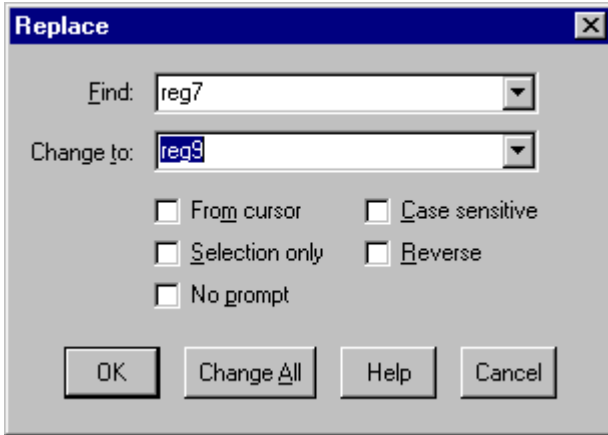 Replace
Find: reg7
Change to: reg9
From cursor Case sensitive
Selection only Reverse
No prompt
OK Change All Help Cancel